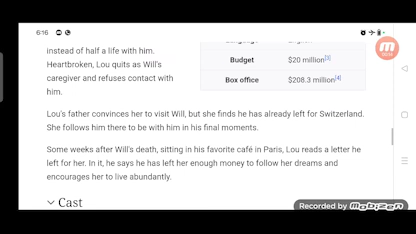 6:16
instead of half a life with him.
Heartbroken, Lou quits as Will's
caregiver and refuses contact with
him.
Budget $20 million[3]
Box office $208.3 million[4]
Lou's father convinces her to visit Will, but she finds he has already left for Switzerland.
She follows him there to be with him in his final moments.
Some weeks after Will's death, sitting in his favorite café in Paris, Lou reads a letter he
left for her. In it, he says he has left her enough money to follow her dreams and
encourages her to live abundantly.
Cast
Recorded by Mobizen